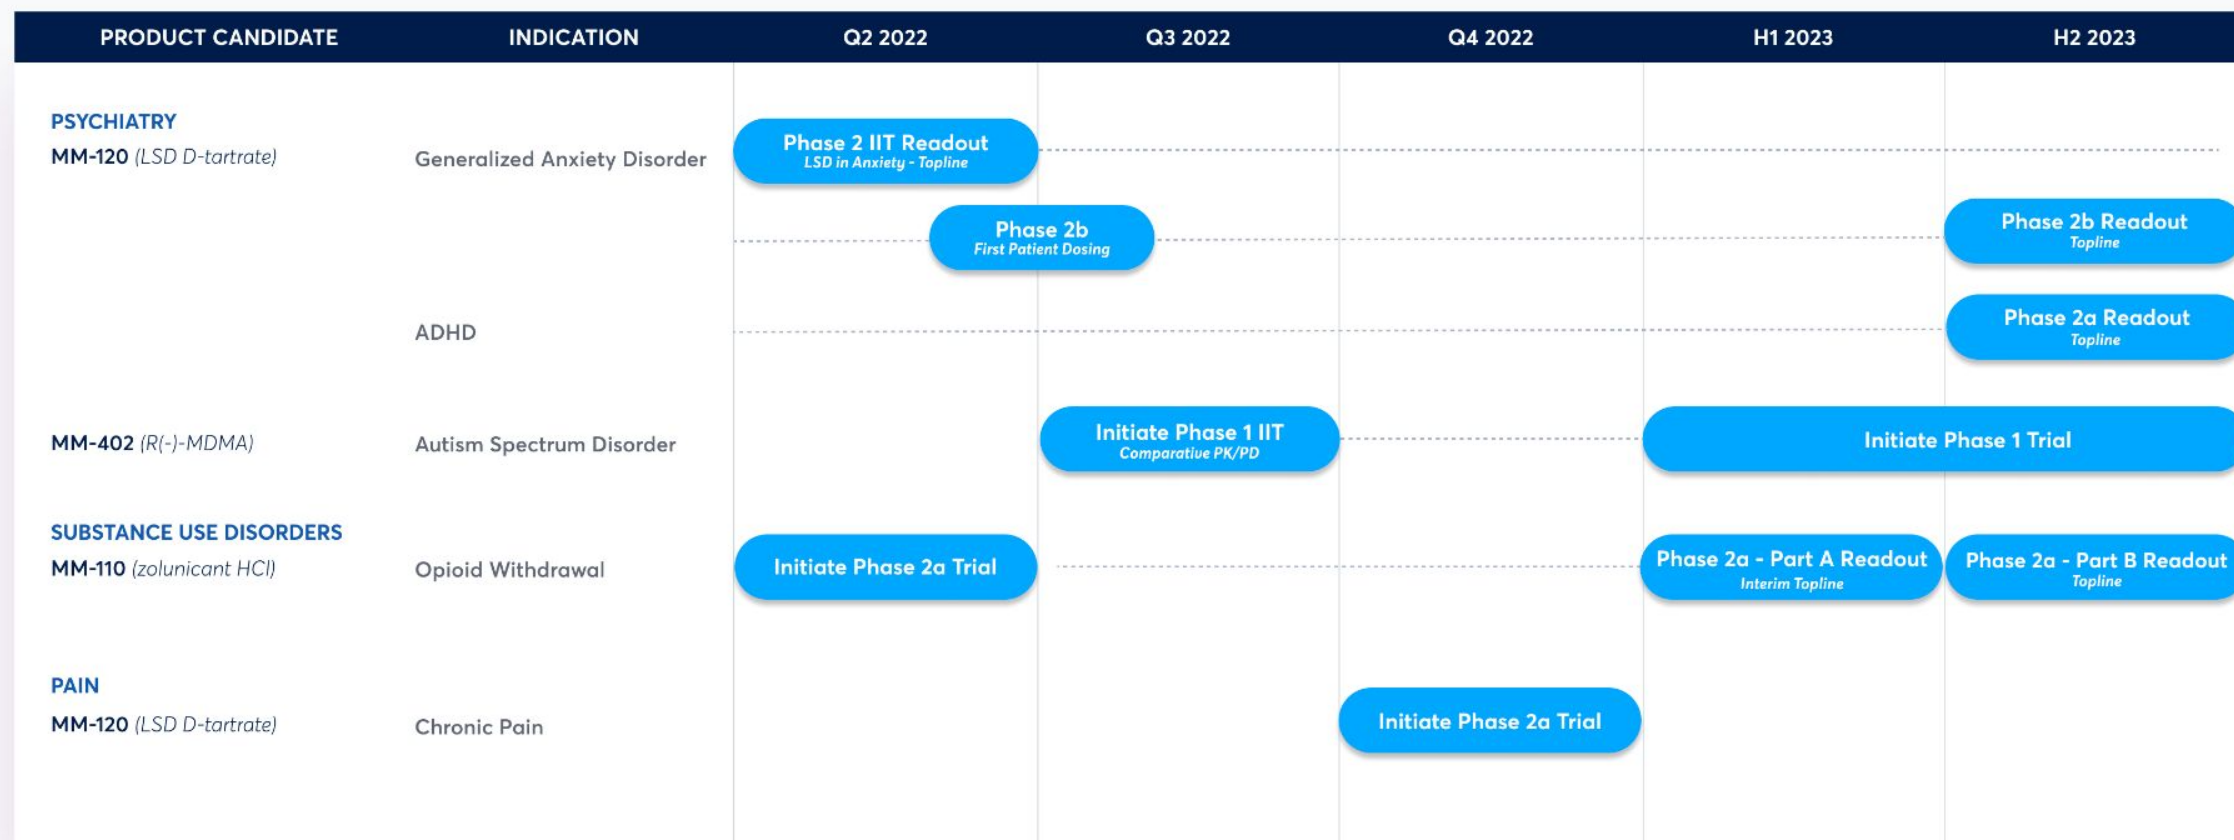 PRODUCT CANDIDATE INDICATION Q2 2022 Q3 2022 Q4 2022 H1 2023 H2 2023
PSYCHIATRY
MM-120 (LSD D-tartrate) Generalized Anxiety Disorder
Phase 2 IIT Readout
LSD in Anxiety - Topline
Phase 2b
First Patient Dosing
Phase 2b Readout
Topline
ADHD
Phase 2a Readout
Topline
MM-402 (R(-)-MDMA) Autism Spectrum Disorder
Initiate Phase 1 IIT
Comparative PK/PD
Initiate Phase 1 Trial
SUBSTANCE USE DISORDERS
MM-110 (zolunicant HCl) Opioid Withdrawal
Initiate Phase 2a Trial
Phase 2a - Part A Readout
Interim Topline
Phase 2a - Part B Readout
Topline
PAIN
MM-120 (LSD D-tartrate) Chronic Pain
Initiate Phase 2a Trial